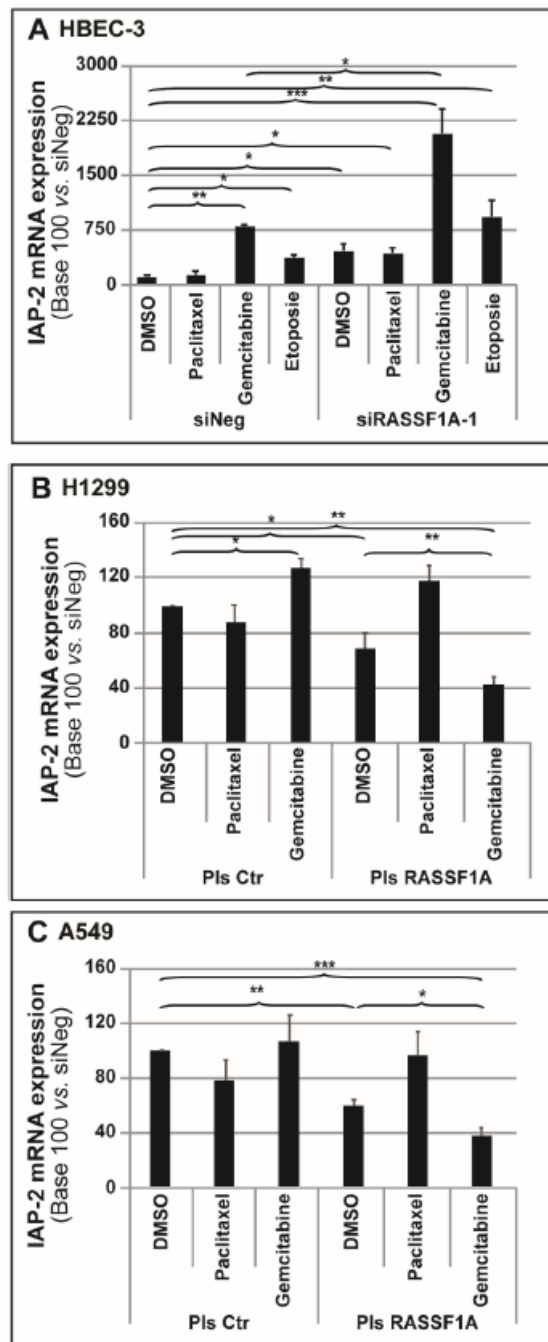 A HBEC-3
IAP-2 mRNA expression
(Base 100 vs. siNeg)
3000
2250
1500
750
0
*
**
***
*
*
*
**
DMSO
Paclitaxel
Gemcitabine
Etoposie
DMSO
Paclitaxel
Gemcitabine
Etoposie
siNeg
siRASSF1A-1
B H1299
IAP-2 mRNA expression
(Base 100 vs. siNeg)
160
120
80
40
0
**
*
*
**
DMSO
Paclitaxel
Gemcitabine
DMSO
Paclitaxel
Gemcitabine
Pls Ctr
Pls RASSF1A
C A549
IAP-2 mRNA expression
(Base 100 vs. siNeg)
160
120
80
40
0
***
**
*
DMSO
Paclitaxel
Gemcitabine
DMSO
Paclitaxel
Gemcitabine
Pls Ctr
Pls RASSF1A